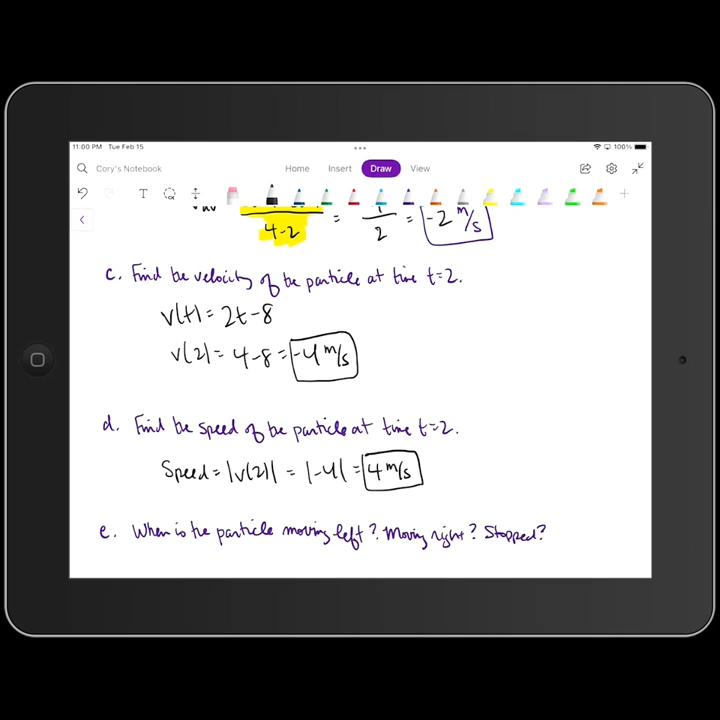 11:00 PM Tue Feb 15
100%
Cory's Notebook
Home Insert Draw View
T
4-2 = 2 = -2 m/s
c. Find the velocity of the particle at time t=2.
v(t) = 2t-8
v(2) = 4-8 = -4 m/s
d. Find the speed of the particle at time t=2.
Speed = |v(2)| = |-4| = 4 m/s
e. When is the particle moving left? Moving right? Stopped?